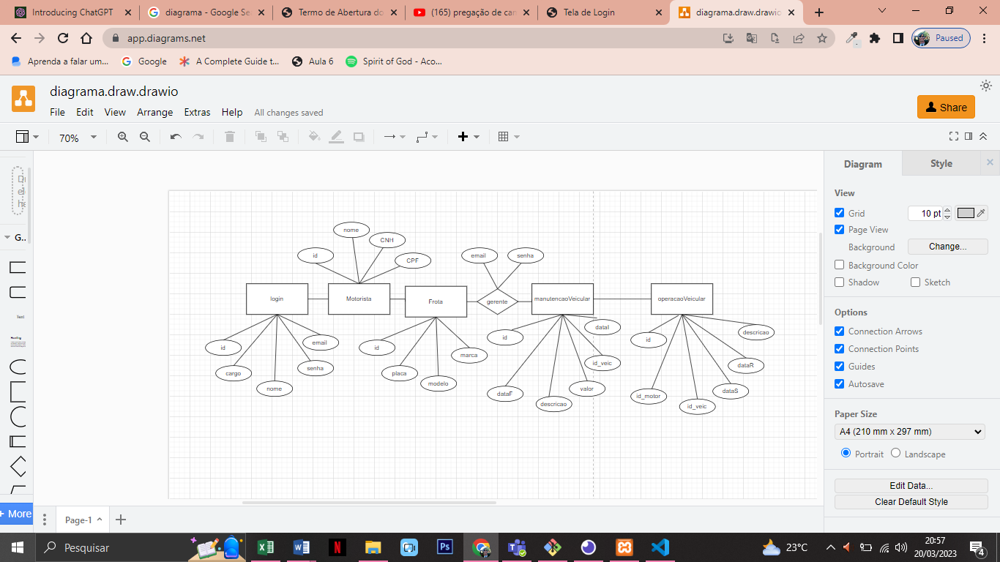 Introducing ChatGPT
diagrama - Google Se
Termo de Abertura do
(165) pregação de car
Tela de Login
diagrama.draw.drawio
app.diagrams.net
Paused
Aprenda a falar um...
Google
A Complete Guide t...
Aula 6
Spirit of God - Aco...
diagrama.draw.drawio
File Edit View Arrange Extras Help All changes saved
Share
70%
Diagram Style
View
Grid 10 pt
Page View
Background Change...
Background Color
Shadow Sketch
Options
Connection Arrows
Connection Points
Guides
Autosave
Paper Size
A4 (210 mm x 297 mm)
Portrait Landscape
Edit Data...
Clear Default Style
G..
Text
Heading
+ More
nome
CNH
id
CPF
email
senha
login
Motorista
Frota
gerente
manutencaoVeicular
operacaoVeicular
id
cargo
nome
senha
email
id
placa
modelo
marca
id
dataF
descricao
valor
id_veic
dataI
id
id_motor
id_veic
dataS
dataR
descricao
Page-1
Pesquisar
23°C
20:57
20/03/2023
4